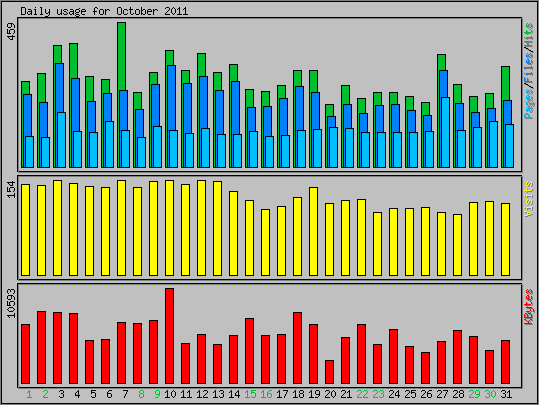 Daily usage for October 2011
459
Pages/Files/Hits
154
Visits
10593
KBytes
1 2 3 4 5 6 7 8 9 10 11 12 13 14 15 16 17 18 19 20 21 22 23 24 25 26 27 28 29 30 31